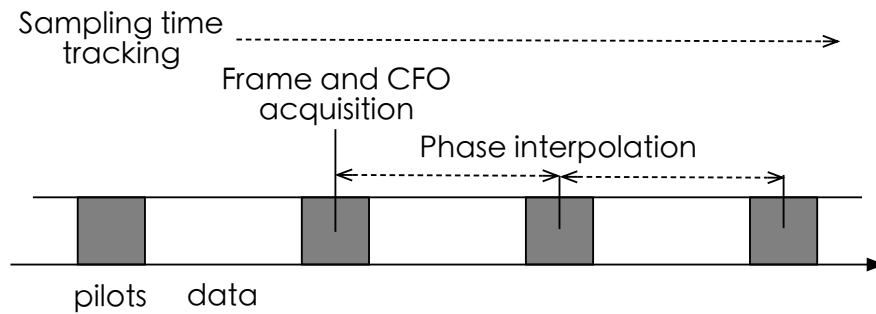 Sampling time
tracking
Frame and CFO
acquisition
Phase interpolation
pilots data